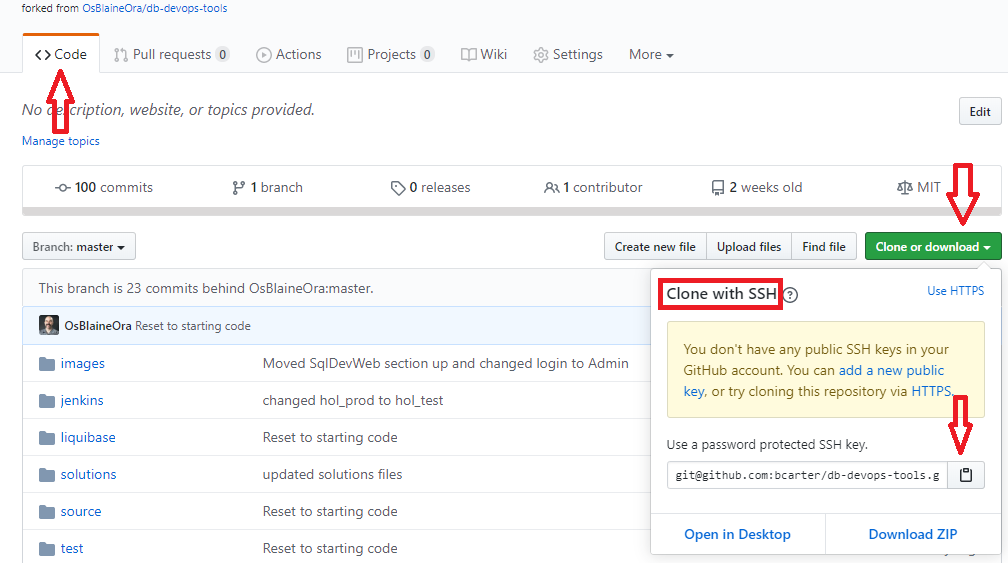 forked from OsBlaineOra/db-devops-tools
Code Pull requests 0 Actions Projects 0 Wiki Settings More
No description, website, or topics provided.
Edit
Manage topics
100 commits 1 branch 0 releases 1 contributor 2 weeks old MIT
Branch: master Create new file Upload files Find file Clone or download
This branch is 23 commits behind OsBlaineOra:master.
OsBlaineOra Reset to starting code
images Moved SqlDevWeb section up and changed login to Admin
jenkins changed hol_prod to hol_test
liquibase Reset to starting code
solutions updated solutions files
source Reset to starting code
test Reset to starting code
Clone with SSH ? Use HTTPS
You don't have any public SSH keys in your
GitHub account. You can add a new public
key, or try cloning this repository via HTTPS.
Use a password protected SSH key.
git@github.com:bcarter/db-devops-tools.g
Open in Desktop Download ZIP